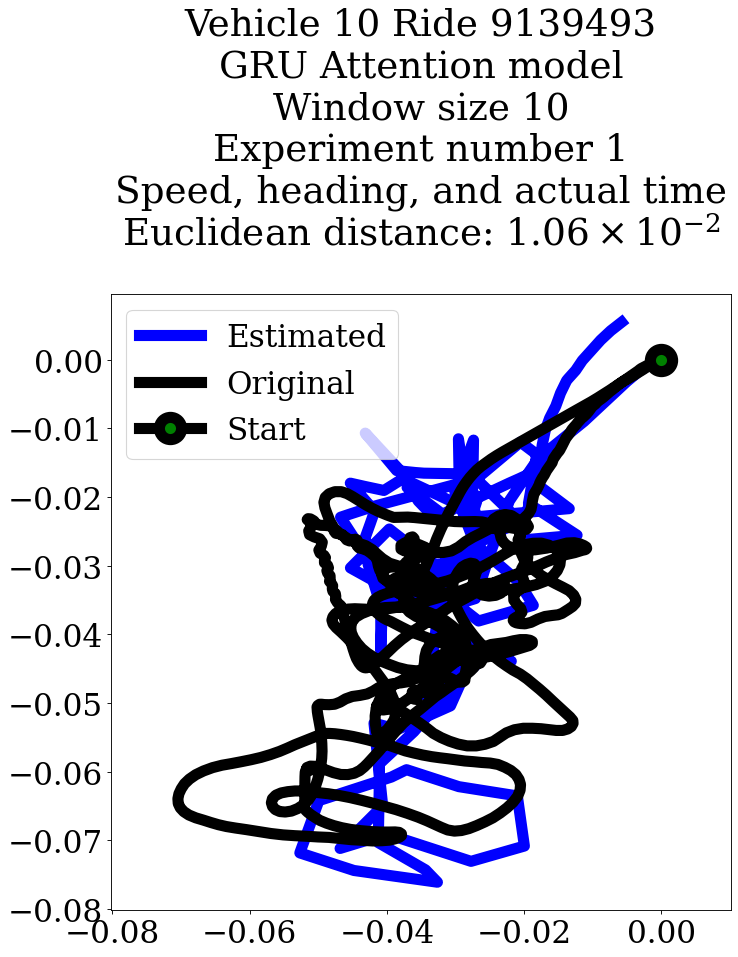 Vehicle 10 Ride 9139493
GRU Attention model
Window size 10
Experiment number 1
Speed, heading, and actual time
Euclidean distance: 1.06 × 10⁻²
Estimated
Original
Start
0.00
−0.01
−0.02
−0.03
−0.04
−0.05
−0.06
−0.07
−0.08
−0.08 −0.06 −0.04 −0.02 0.00